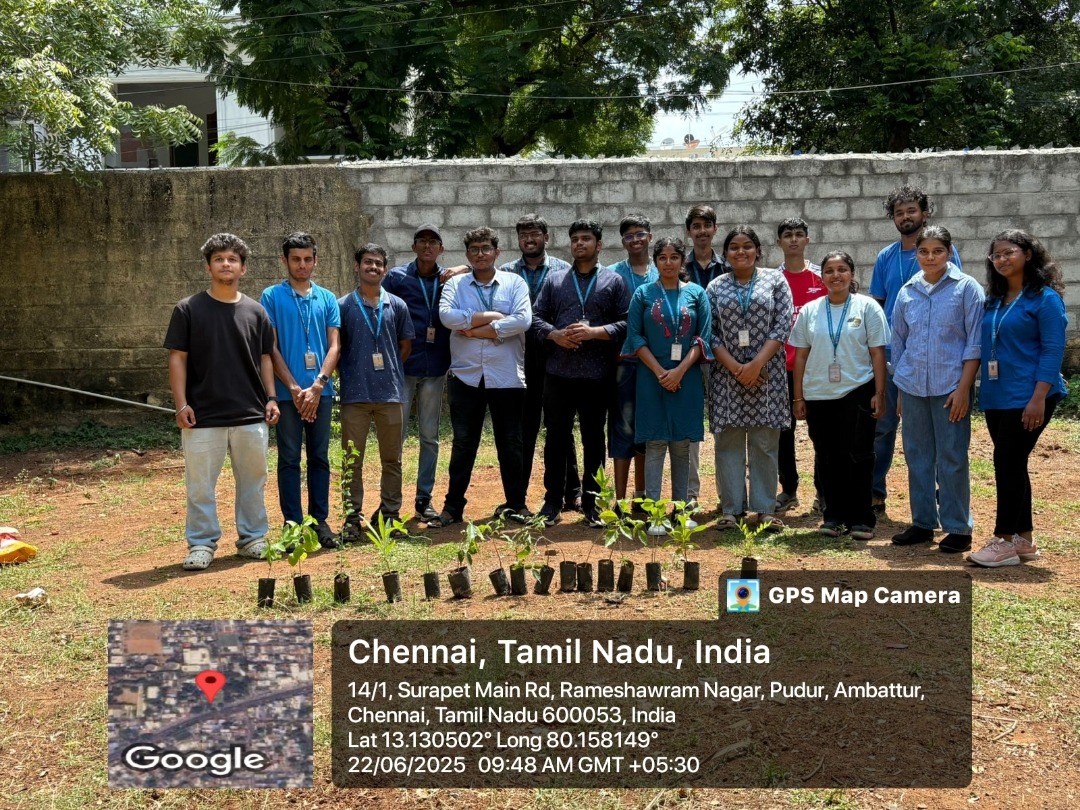 GPS Map Camera
Chennai, Tamil Nadu, India
14/1, Surapet Main Rd, Rameshawram Nagar, Pudur, Ambattur,
Chennai, Tamil Nadu 600053, India
Lat 13.130502° Long 80.158149°
22/06/2025 09:48 AM GMT +05:30
Google